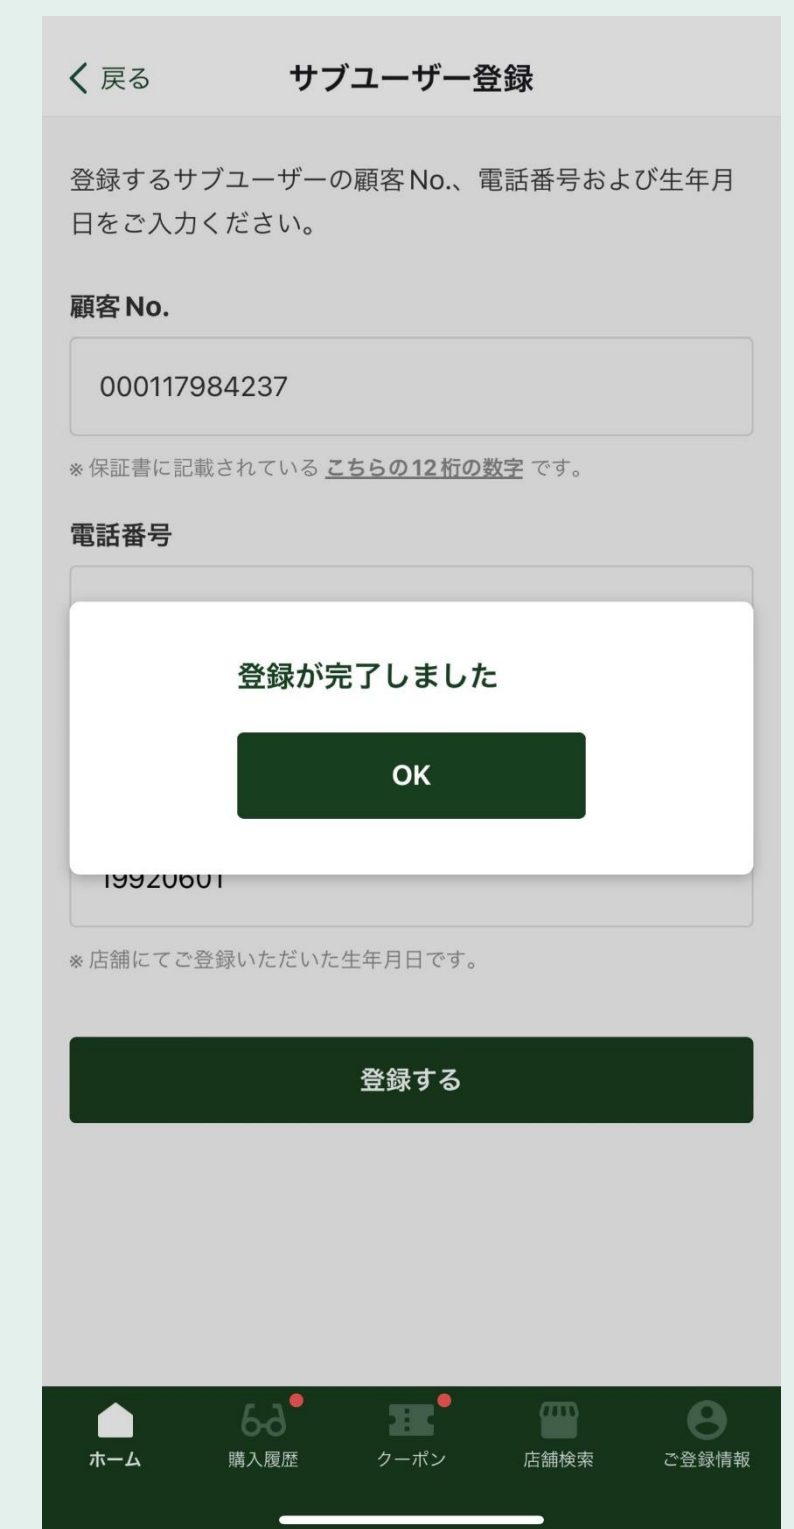 戻る
サブユーザー登録
登録するサブユーザーの顧客No.、電話番号および生年月
日をご入力ください。
顧客No.
000117984237
※保証書に記載されている こちらの12桁の数字 です。
電話番号
登録が完了しました
OK
19920601
※店舗にてご登録いただいた生年月日です。
登録する
ホーム
購入履歴
クーポン
店舗検索
ご登録情報